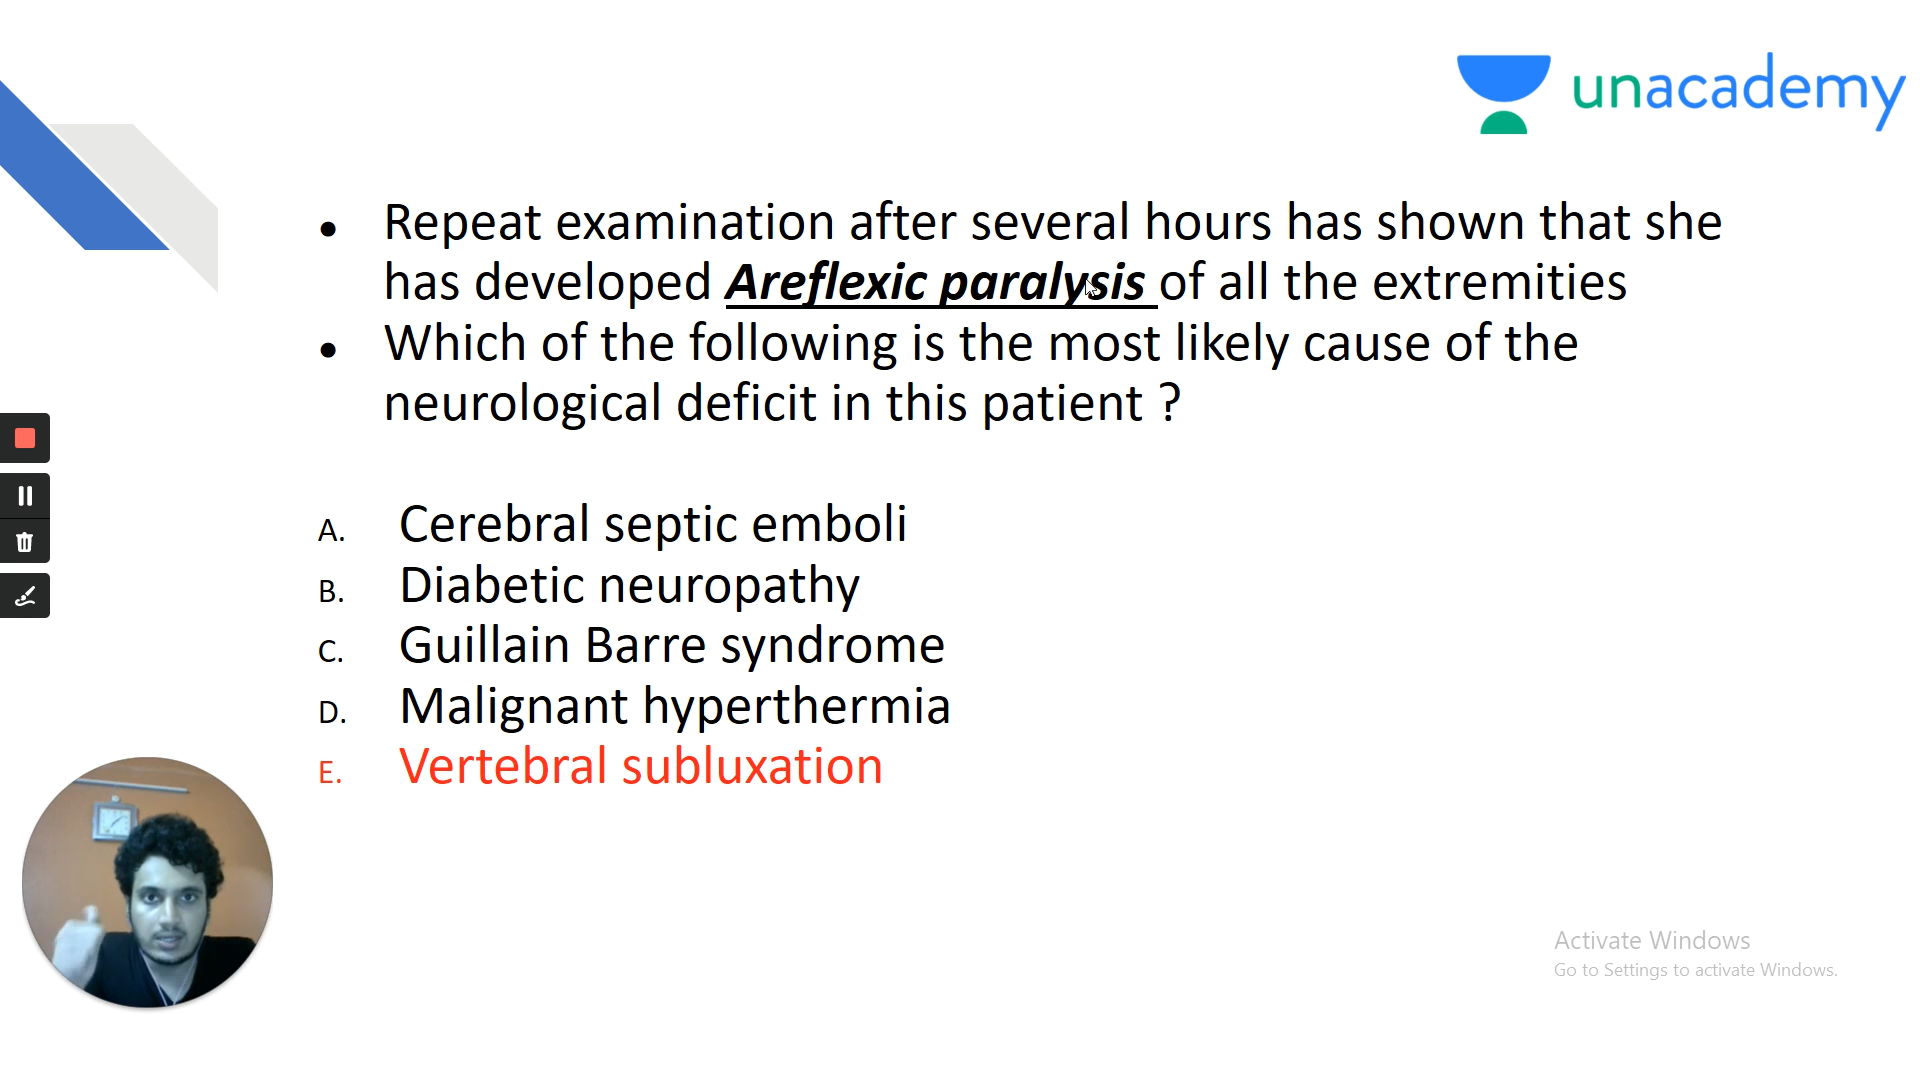 unacademy
• Repeat examination after several hours has shown that she
has developed Areflexic paralysis of all the extremities
• Which of the following is the most likely cause of the
neurological deficit in this patient ?
A. Cerebral septic emboli
B. Diabetic neuropathy
C. Guillain Barre syndrome
D. Malignant hyperthermia
E. Vertebral subluxation
Activate Windows
Go to Settings to activate Windows.